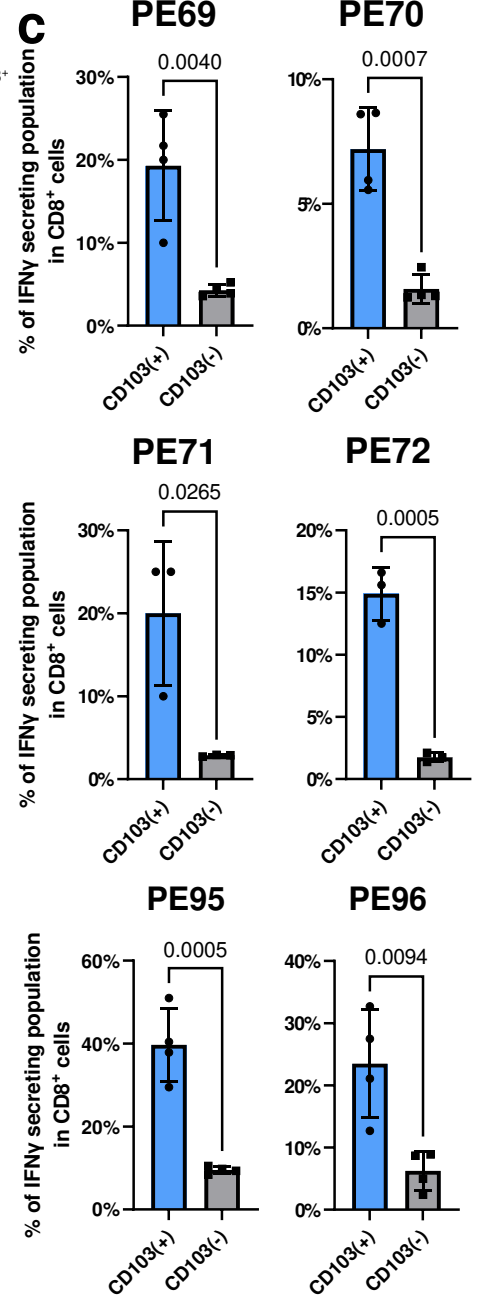 C
PE69
PE70
+
0.0040
0.0007
% of IFNγ secreting population
in CD8⁺ cells
30%
20%
10%
0%
10%
5%
0%
CD103(+)
CD103(-)
CD103(+)
CD103(-)
PE71
PE72
0.0265
0.0005
% of IFNγ secreting population
in CD8⁺ cells
30%
20%
10%
0%
20%
15%
10%
5%
0%
CD103(+)
CD103(-)
CD103(+)
CD103(-)
PE95
PE96
0.0005
0.0094
% of IFNγ secreting population
in CD8⁺ cells
60%
40%
20%
0%
40%
30%
20%
10%
0%
CD103(+)
CD103(-)
CD103(+)
CD103(-)